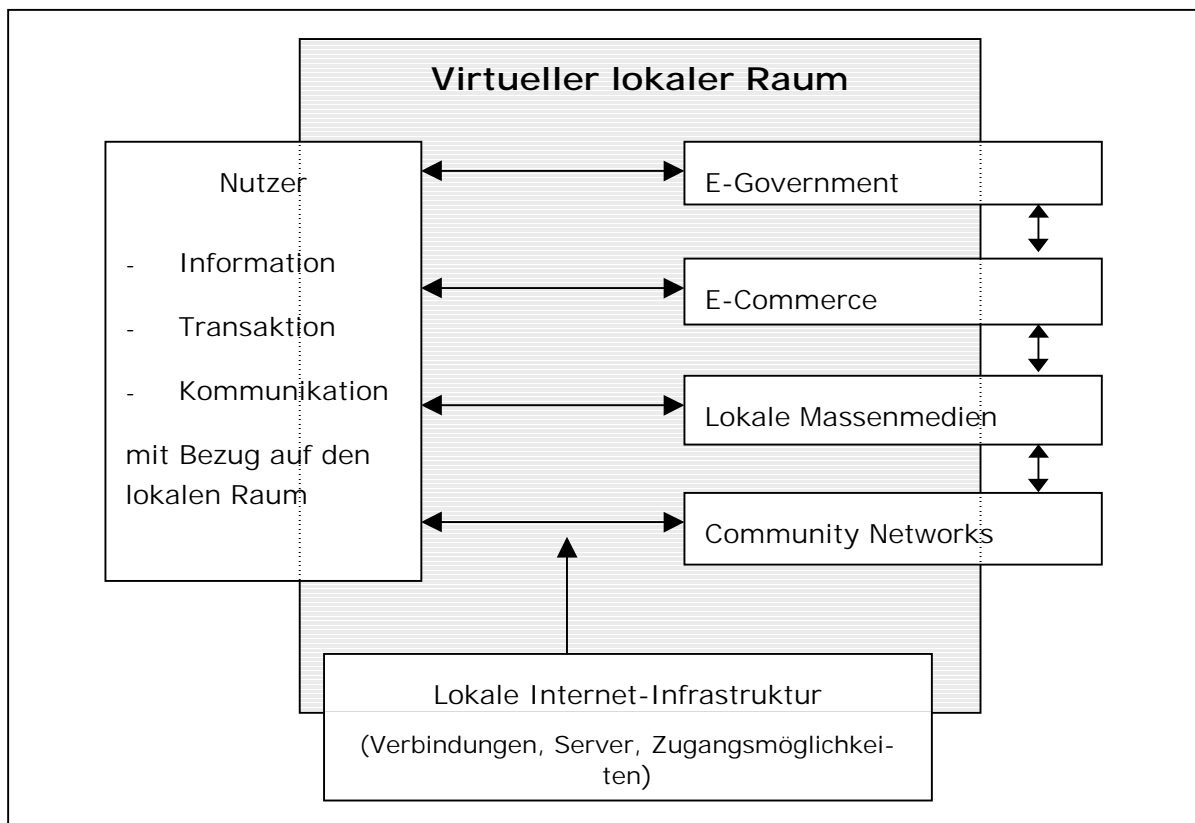 Virtueller lokaler Raum
Nutzer
- Information
- Transaktion
- Kommunikation
mit Bezug auf den
lokalen Raum
E-Government
E-Commerce
Lokale Massenmedien
Community Networks
Lokale Internet-Infrastruktur
(Verbindungen, Server, Zugangsmöglichkei-
ten)